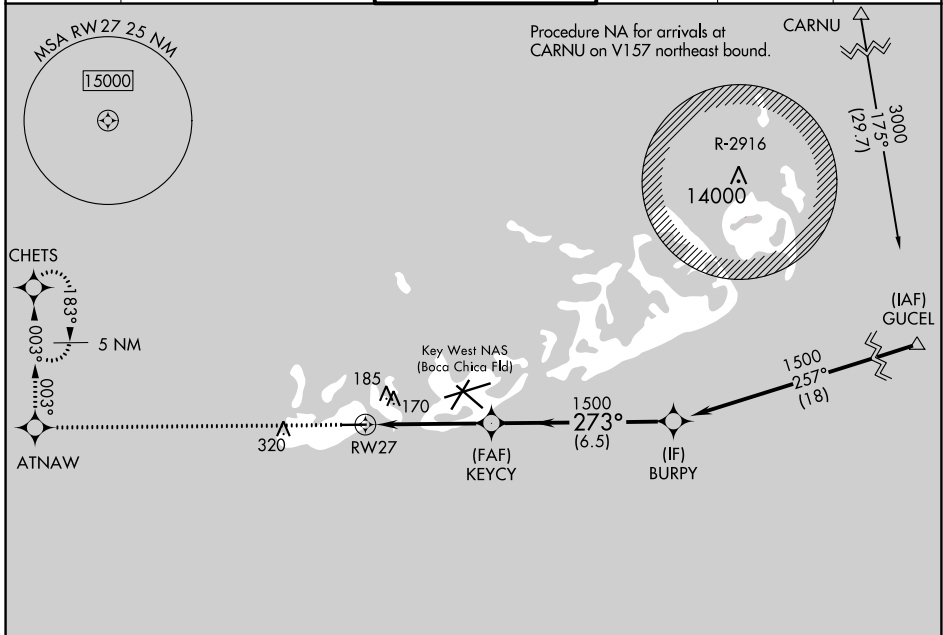 MSA RW27 25 NM
15000
Procedure NA for arrivals at
CARNU on V157 northeast bound.
CARNU
3000
175°
(29.7)
R-2916
14000
CHETS
183°
003°
5 NM
003°
ATNAW
(IAF)
GUCEL
1500
257°
(18)
Key West NAS
(Boca Chica Fld)
185
170
320
RW27
(FAF)
KEYCY
1500
273°
(6.5)
(IF)
BURPY